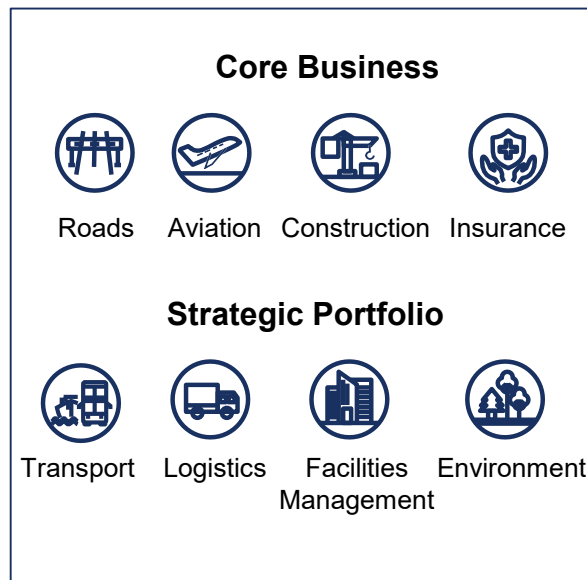 Core Business
Roads Aviation Construction Insurance
Strategic Portfolio
Transport Logistics Facilities Environment
Management